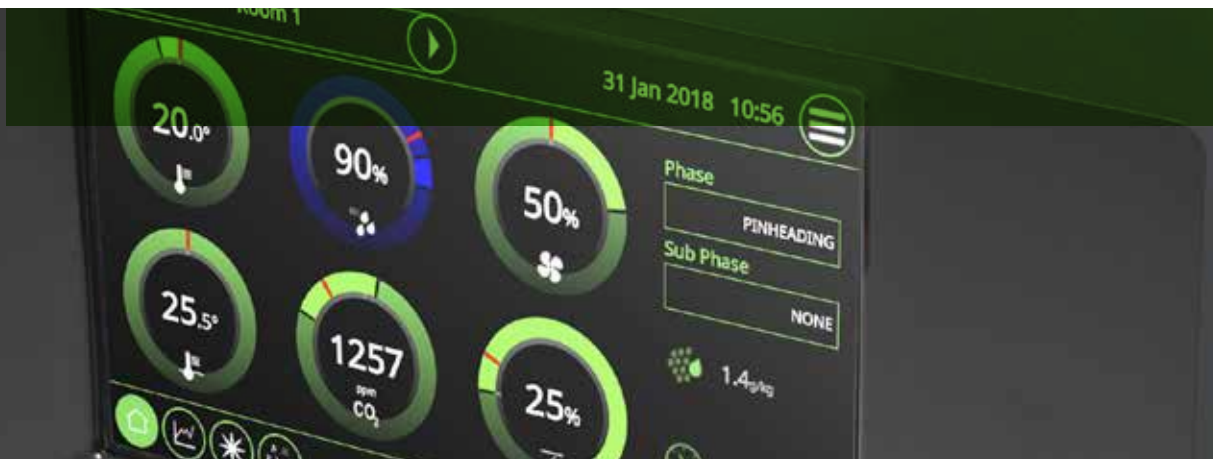 Room 1
31 Jan 2018 10:56
20.0°
90%
50%
Phase
PINHEADING
Sub Phase
NONE
25.5°
1257
ppm
CO₂
25%
1.4g/kg